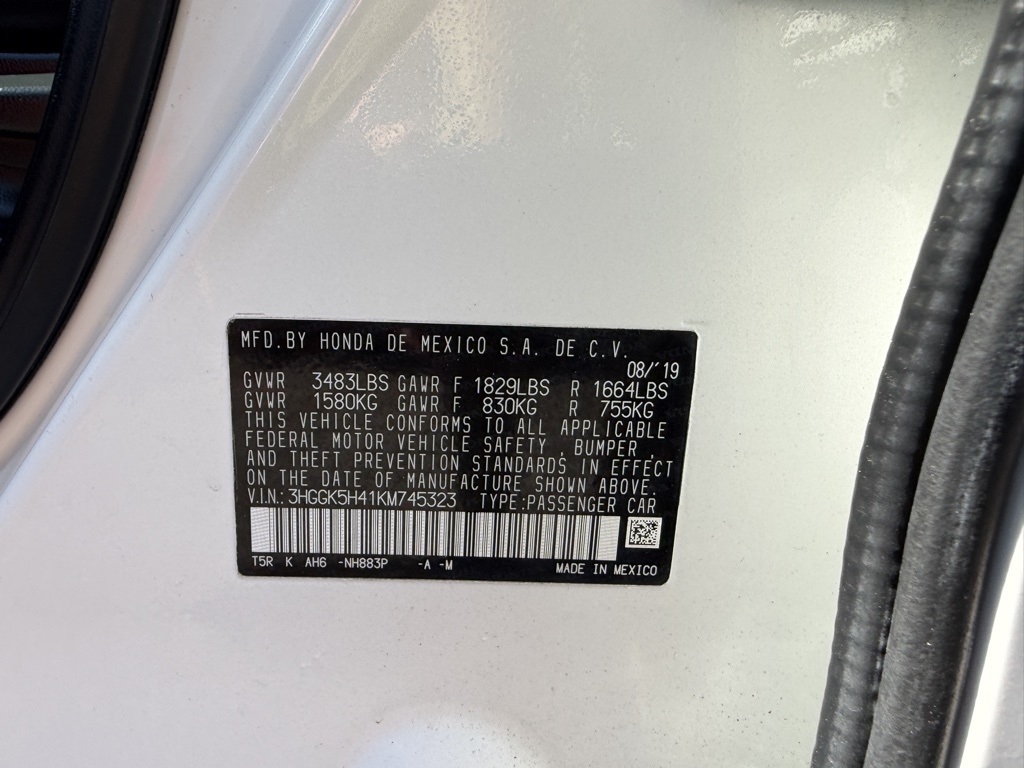 MFD.BY HONDA DE MEXICO S.A. DE C.V.
08/'19
GVWR 3483LBS GAWR F 1829LBS R 1664LBS
GVWR 1580KG GAWR F 830KG R 755KG
THIS VEHICLE CONFORMS TO ALL APPLICABLE
FEDERAL MOTOR VEHICLE SAFETY , BUMPER ,
AND THEFT PREVENTION STANDARDS IN EFFECT
ON THE DATE OF MANUFACTURE SHOWN ABOVE.
V.I.N.: 3HGGK5H41KM745323 TYPE:PASSENGER CAR
T5R K AH6 -NH883P -A -M MADE IN MEXICO